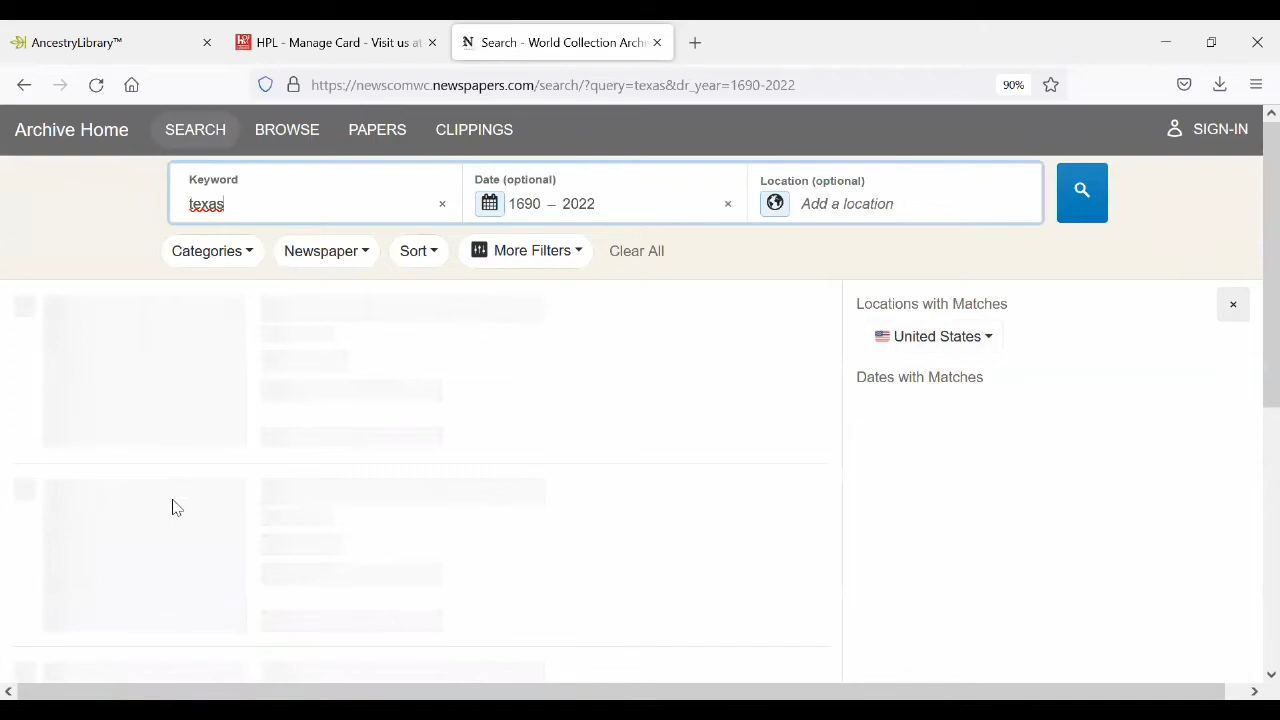 AncestryLibrary™
HPL - Manage Card - Visit us at
Search - World Collection Archi
https://newscomwc.newspapers.com/search/?query=texas&dr_year=1690-2022
90%
Archive Home
SEARCH
BROWSE
PAPERS
CLIPPINGS
SIGN-IN
Keyword
texas
Date (optional)
1690 – 2022
Location (optional)
Add a location
Categories
Newspaper
Sort
More Filters
Clear All
Locations with Matches
United States
Dates with Matches